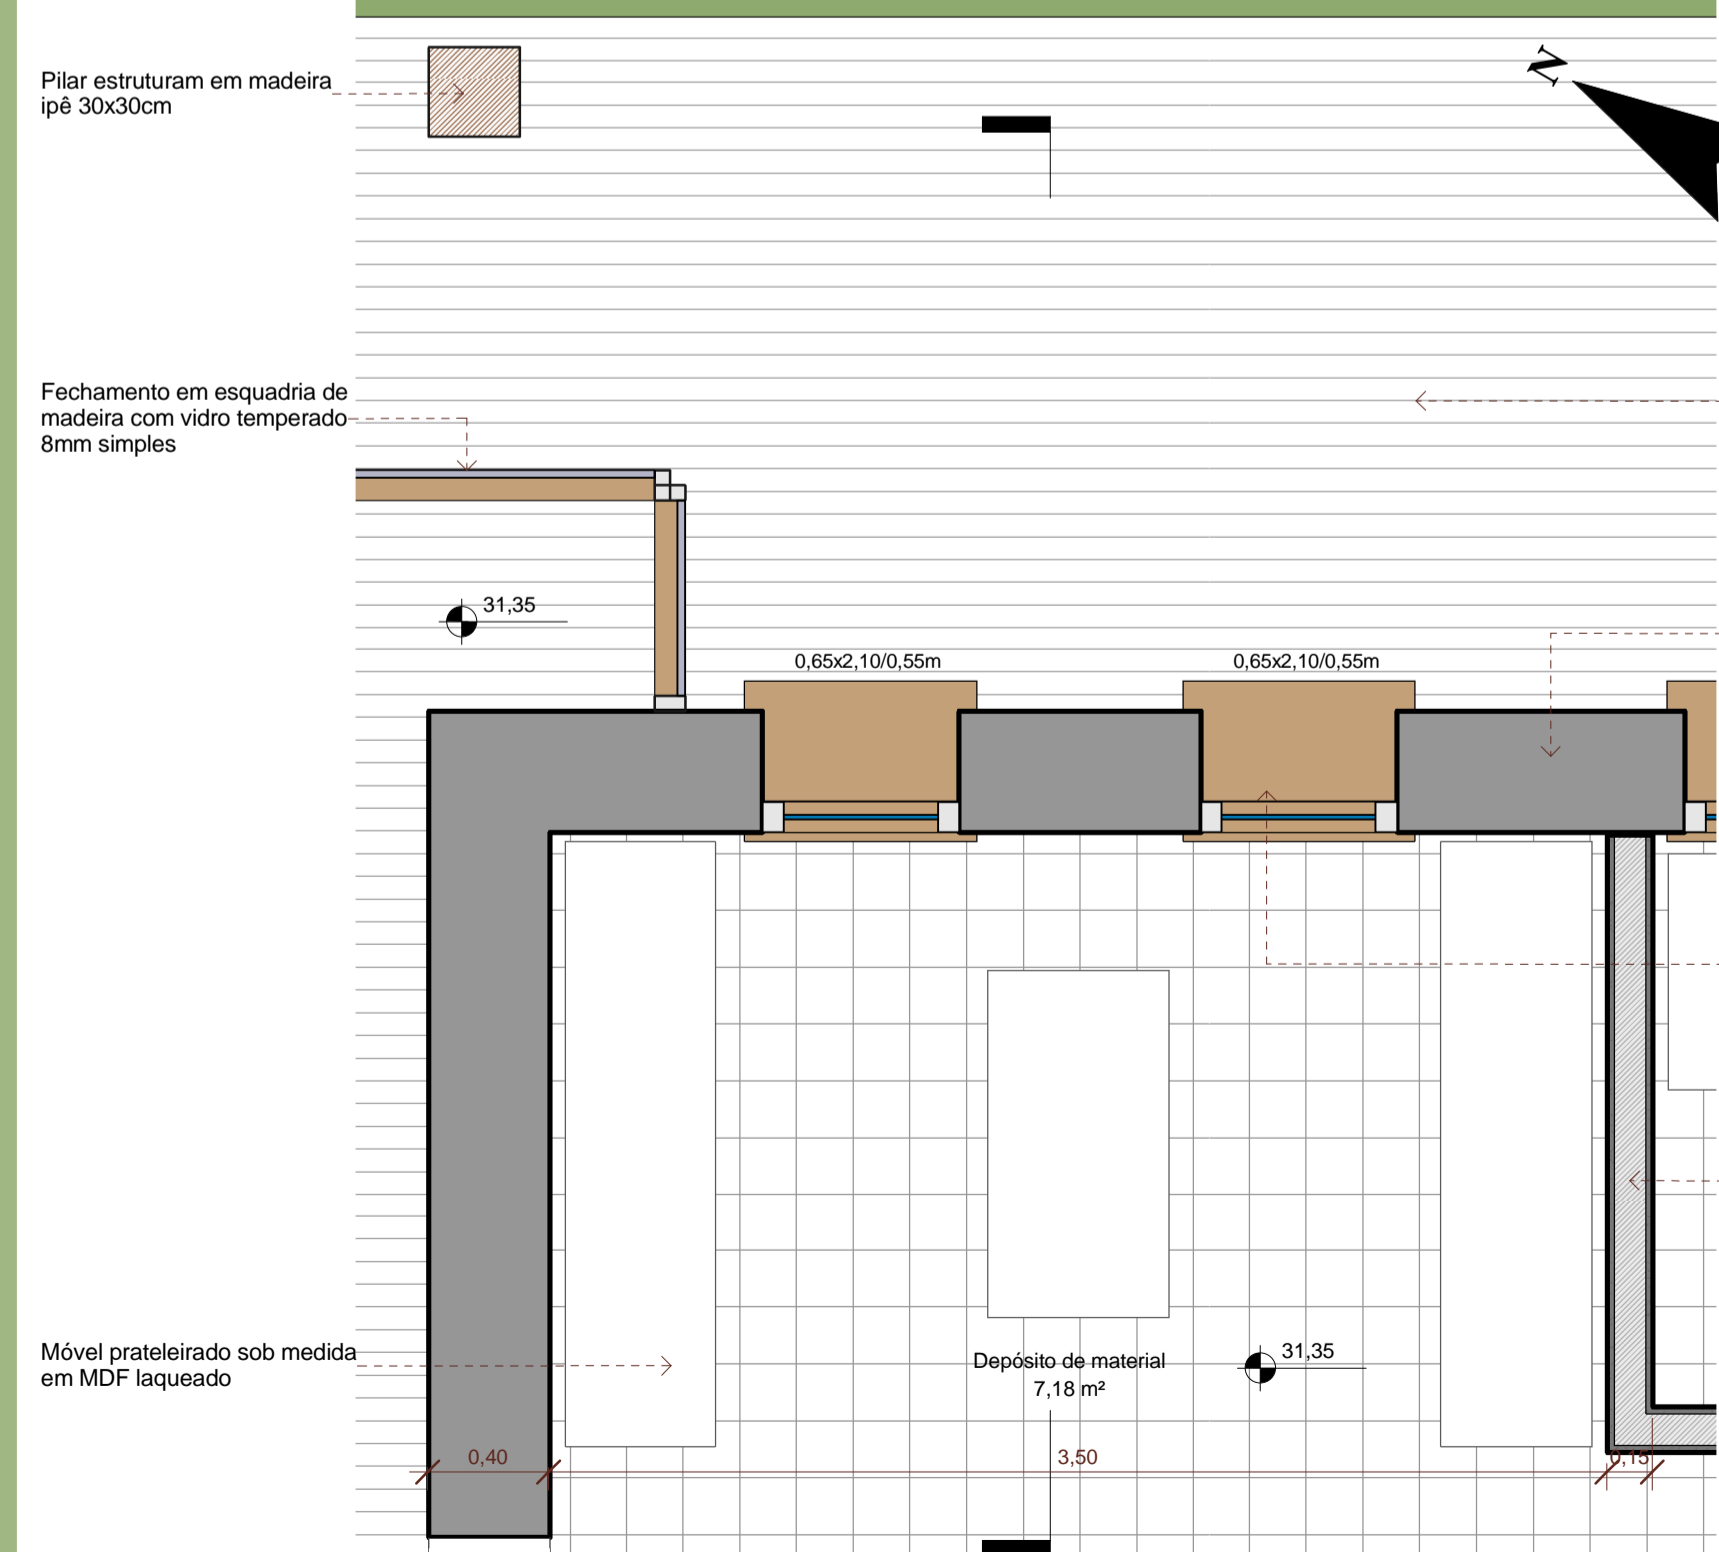 Pilar estruturam em madeira
ipê 30x30cm
N
Fechamento em esquadria de
madeira com vidro temperado
8mm simples
31,35
0,65x2,10/0,55m
0,65x2,10/0,55m
Móvel prateleirado sob medida
em MDF laqueado
Depósito de material
7,18 m²
31,35
0,40
3,50
0,15